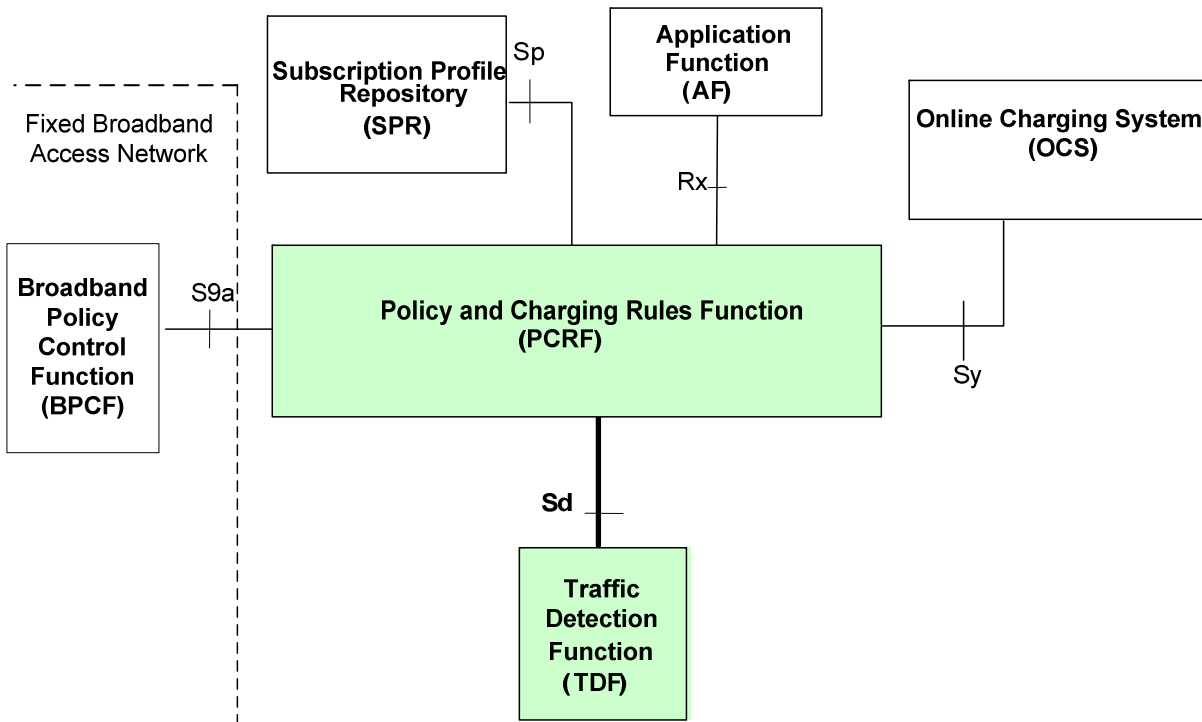 Subscription Profile
Repository
(SPR)
Sp
Application
Function
(AF)
Online Charging System
(OCS)
Fixed Broadband
Access Network
Rx
Broadband
Policy
Control
Function
(BPCF)
S9a
Policy and Charging Rules Function
(PCRF)
Sy
Sd
Traffic
Detection
Function
(TDF)